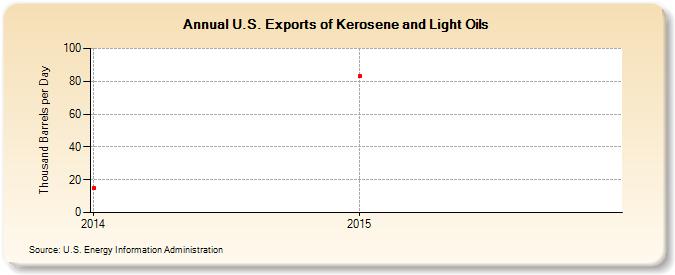 Annual U.S. Exports of Kerosene and Light Oils
Thousand Barrels per Day
100
80
60
40
20
0
2014
2015
Source: U.S. Energy Information Administration